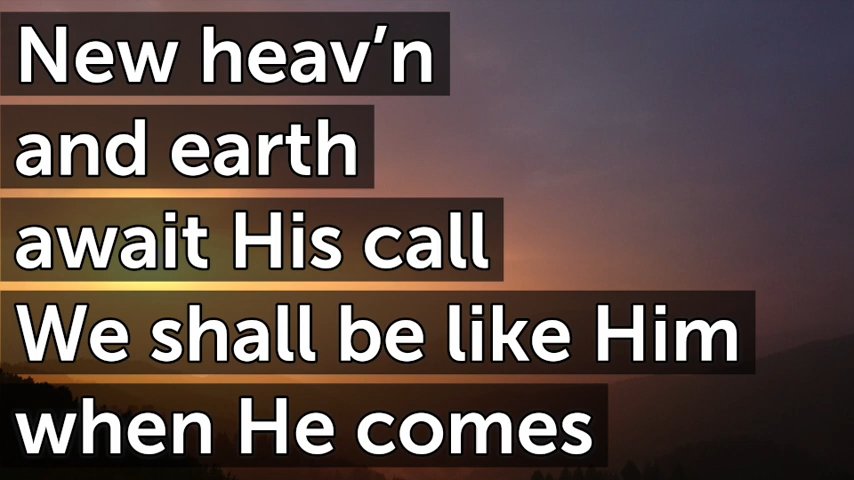 New heav’n
and earth
await His call
We shall be like Him
when He comes